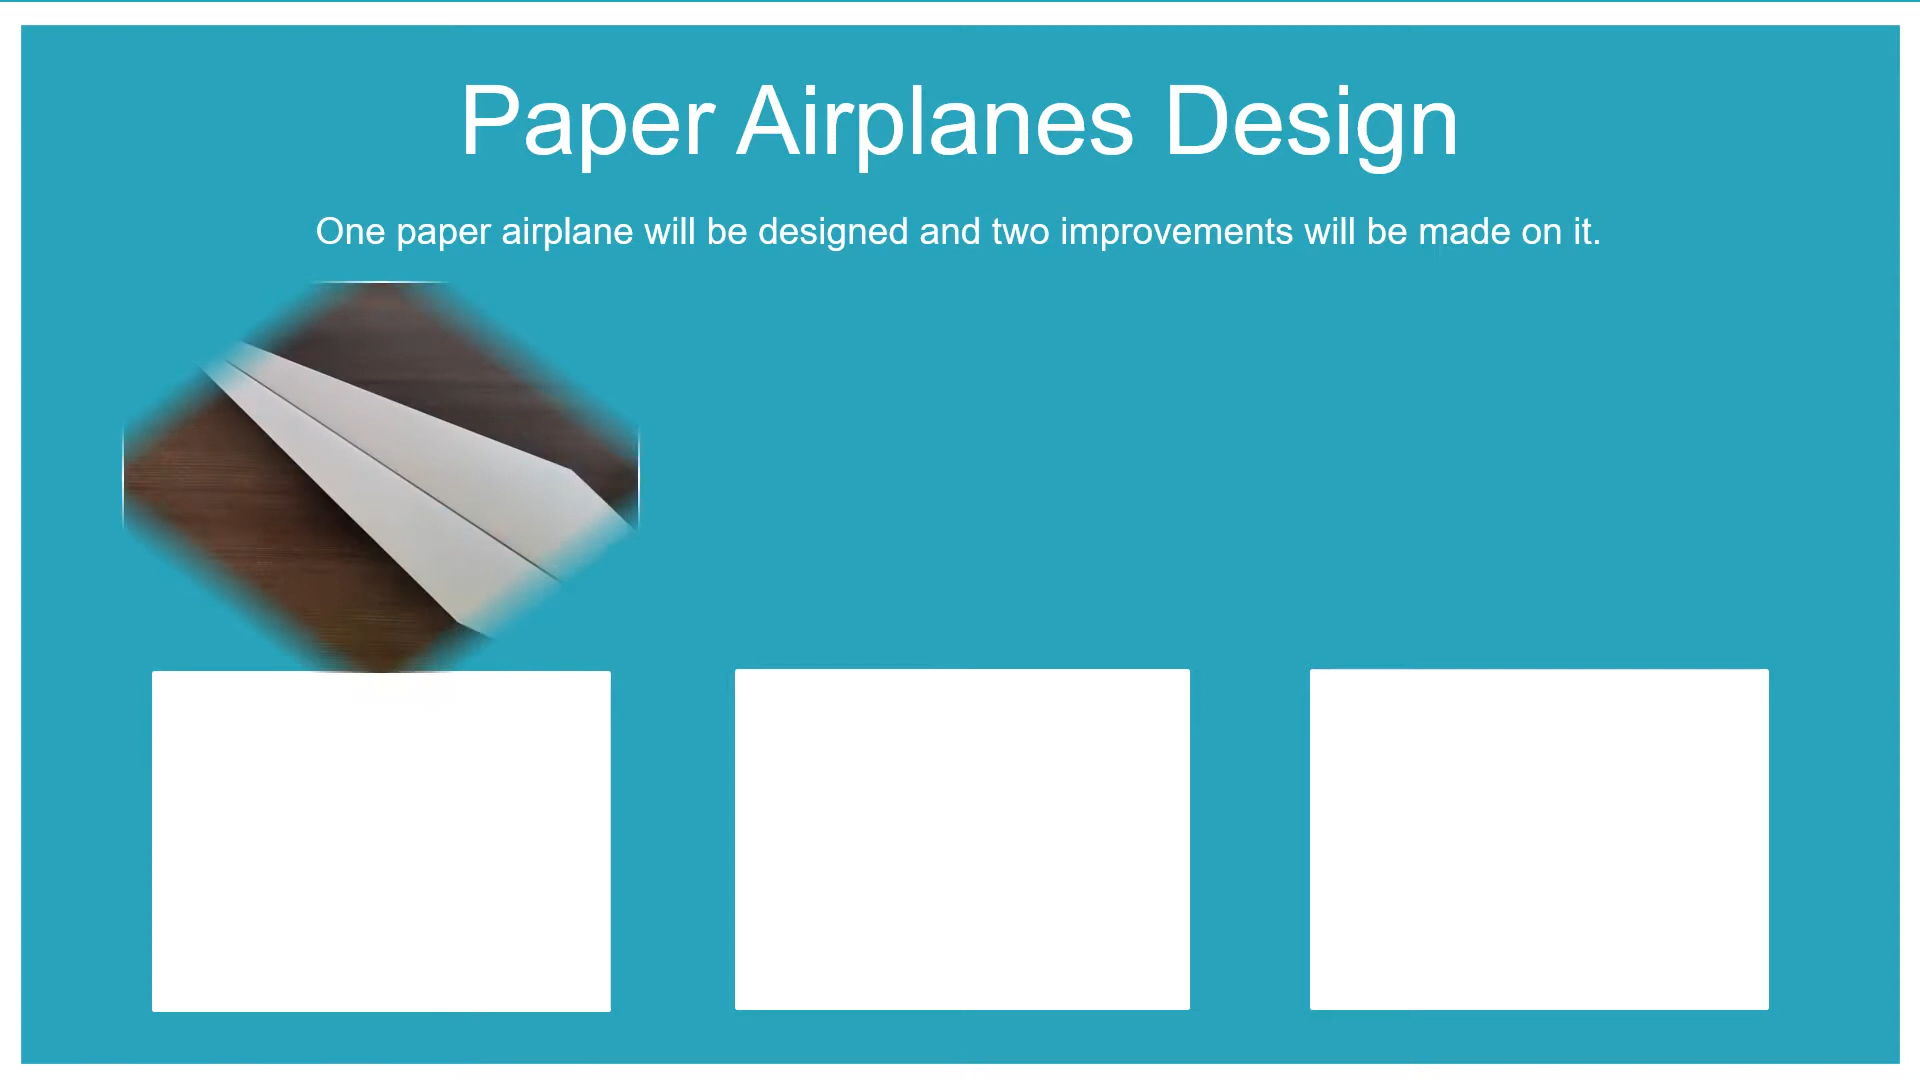 Paper Airplanes Design
One paper airplane will be designed and two improvements will be made on it.